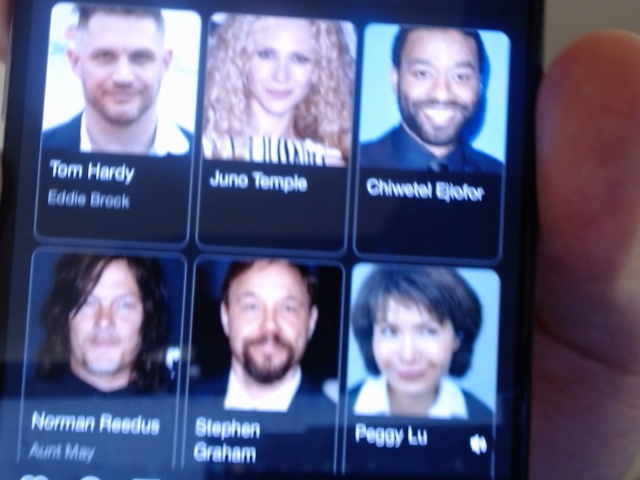 Tom Hardy
Eddie Brock
Juno Temple
Chiwetel Ejiofor
Norman Reedus
Aunt May
Stephen
Graham
Peggy Lu